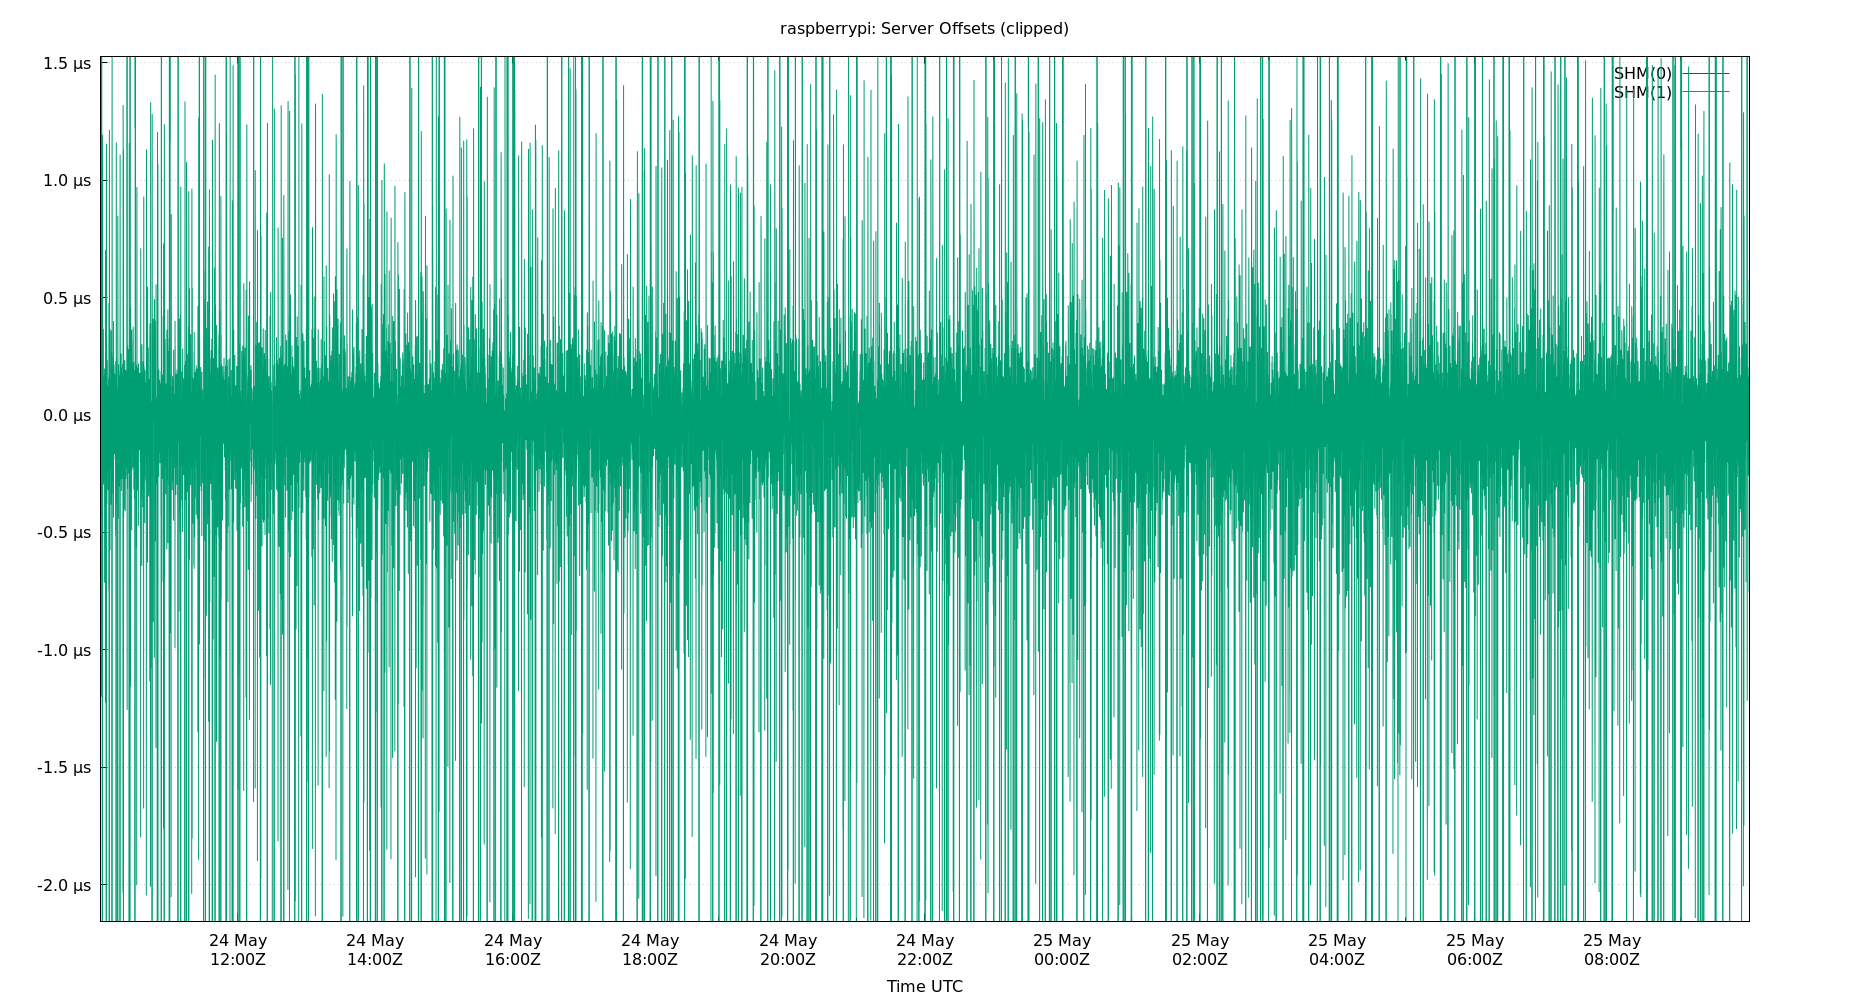 raspberrypi: Server Offsets (clipped)
1.5 µs
SHM(0)
SHM(1)
1.0 µs
0.5 µs
0.0 µs
-0.5 µs
-1.0 µs
-1.5 µs
-2.0 µs
24 May 24 May 24 May 24 May 24 May 24 May 25 May 25 May 25 May 25 May 25 May
12:00Z 14:00Z 16:00Z 18:00Z 20:00Z 22:00Z 00:00Z 02:00Z 04:00Z 06:00Z 08:00Z
Time UTC